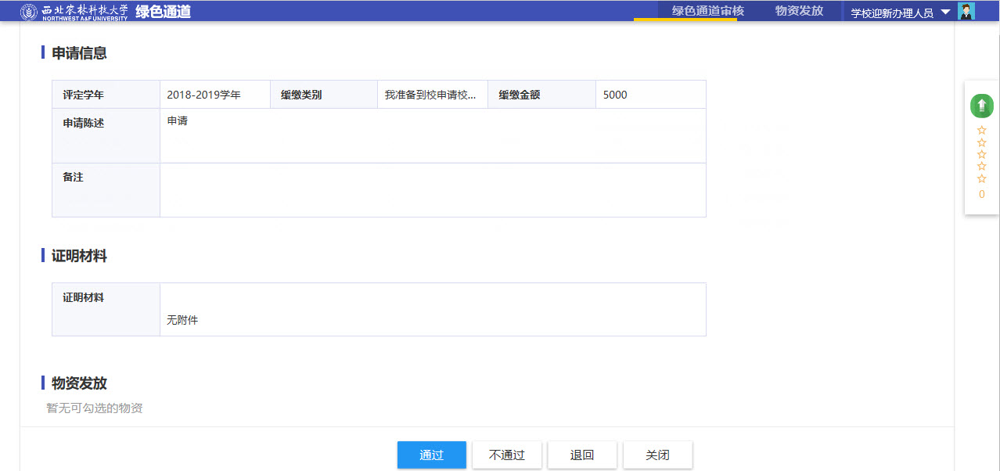 西北农林科技大学 绿色通道 绿色通道审核 物资发放 学校迎新办理人员
NORTHWEST A&F UNIVERSITY
申请信息
评定学年 2018-2019学年 缓缴类别 我准备到校申请校... 缓缴金额 5000
申请陈述 申请
备注
0
证明材料
证明材料
无附件
物资发放
暂无可勾选的物资
通过 不通过 退回 关闭